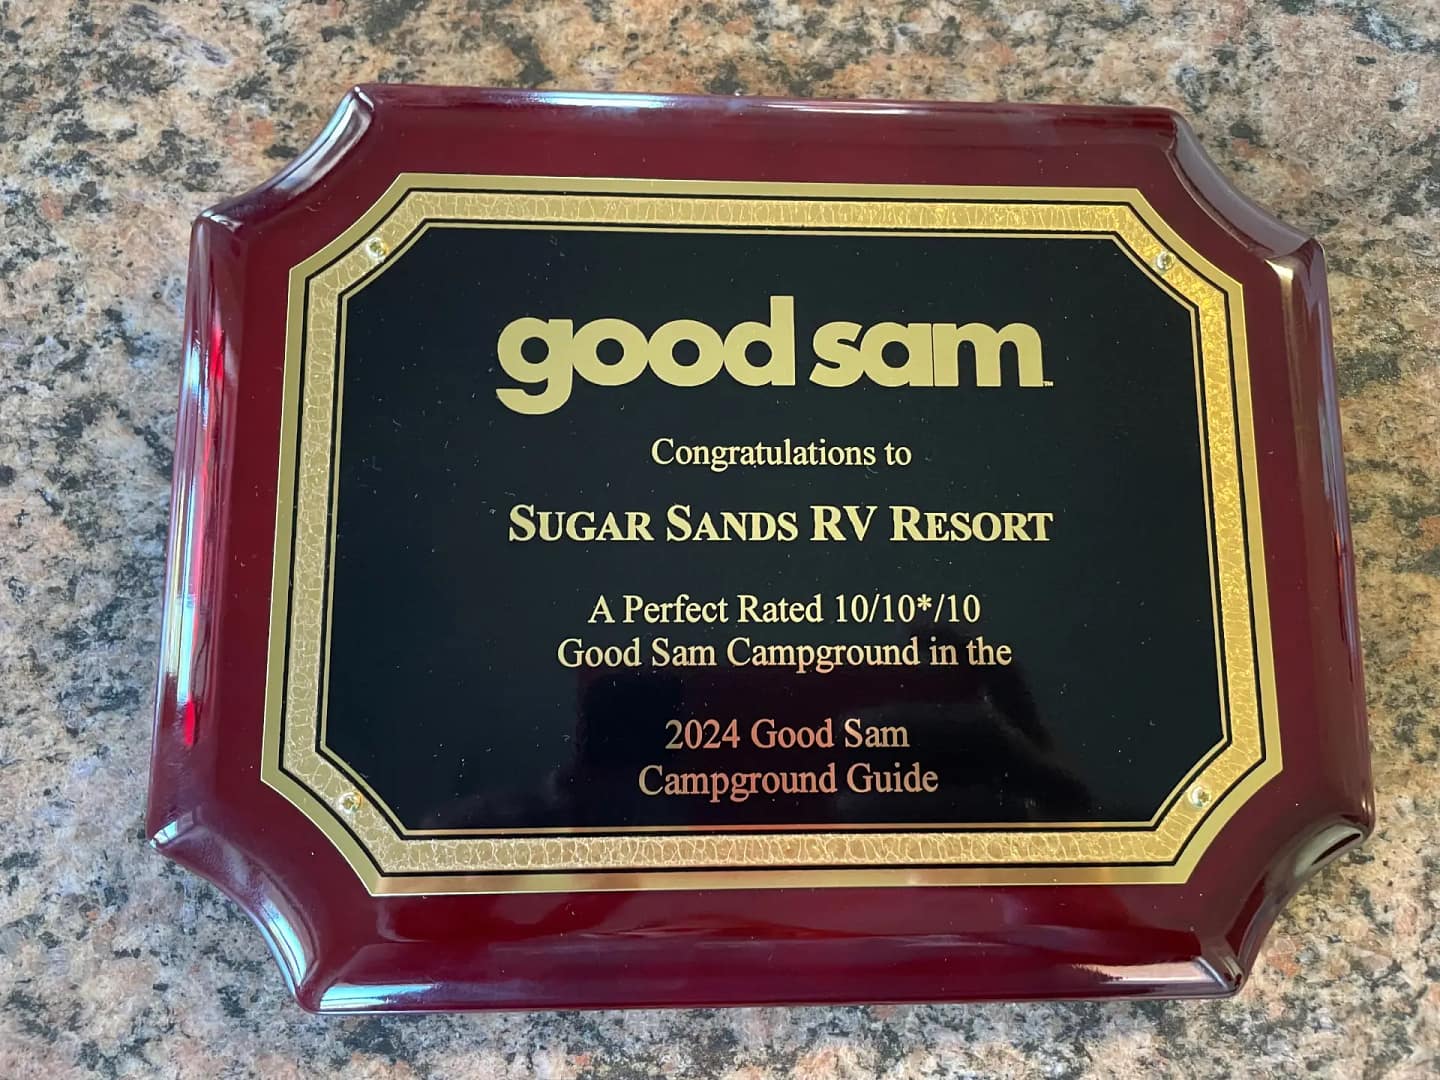 good sam™
Congratulations to
SUGAR SANDS RV RESORT
A Perfect Rated 10/10*/10
Good Sam Campground in the
2024 Good Sam
Campground Guide